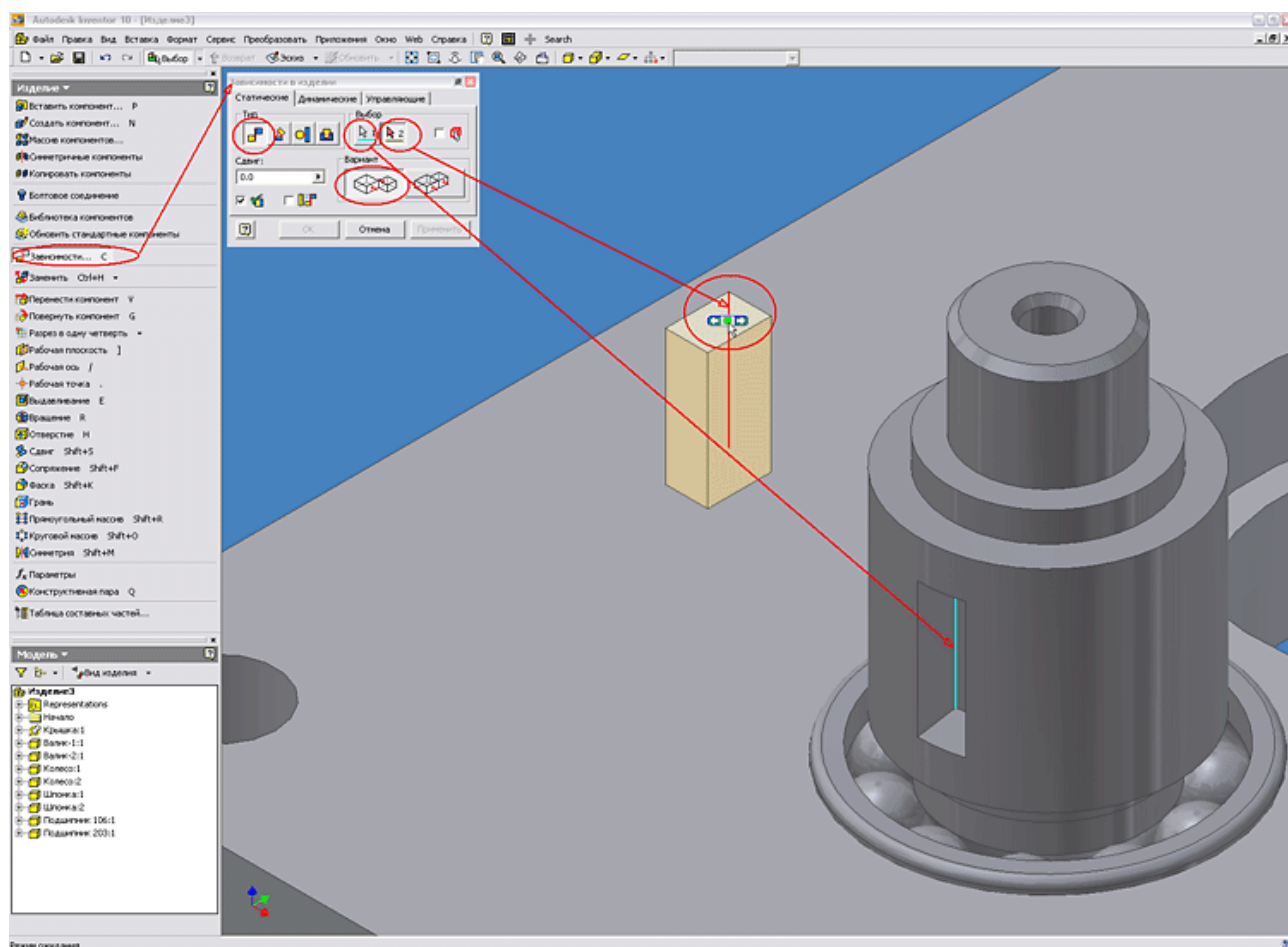 Autodesk Inventor 10 - [Изделие3]
Файл Правка Вид Вставка Формат Сервис Преобразовать Приложения Окно Web Справка Search
Выбор Возврат Эскиз Обновить
Изделие
Вставить компонент... P
Создать компонент... N
Массив компонентов...
Симметричные компоненты
Копировать компоненты
Болтовое соединение
Библиотека компонентов
Обновить стандартные компоненты
Зависимости... C
Заменить Ctrl+H
Перенести компонент V
Повернуть компонент G
Разрез в одну четверть
Рабочая плоскость ]
Рабочая ось /
Рабочая точка .
Выдавливание E
Вращение R
Отверстие H
Сдвиг Shift+S
Сопряжение Shift+F
Фаска Shift+K
Грань
Прямоугольный массив Shift+R
Круговой массив Shift+O
Симметрия Shift+M
Параметры
Конструктивная пара Q
Таблица составных частей...
Модель
Вид изделия
Изделие3
Representations
Начало
Крышка:1
Валик-1:1
Валик-2:1
Колесо:1
Колесо:2
Шпонка:1
Шпонка:2
Подшипник 106:1
Подшипник 203:1
Зависимости в изделии
Статические Динамические Управляющие
Тип
Выбор
1 2
Сдвиг:
0.0
Вариант
OK Отмена Применить
Режим ожидания